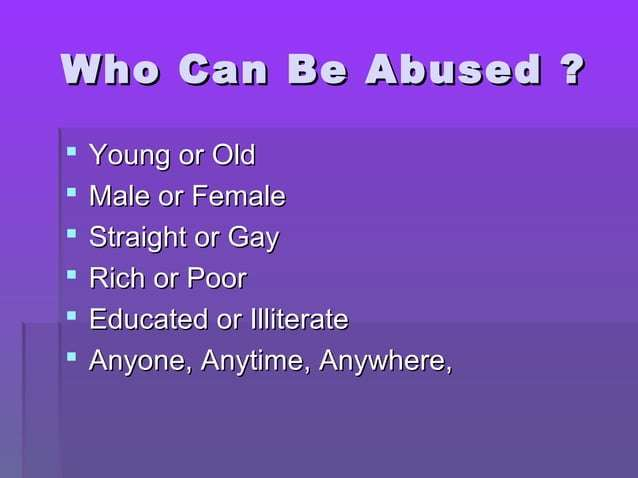 Who Can Be Abused ?
Young or Old
Male or Female
Straight or Gay
Rich or Poor
Educated or Illiterate
Anyone, Anytime, Anywhere,